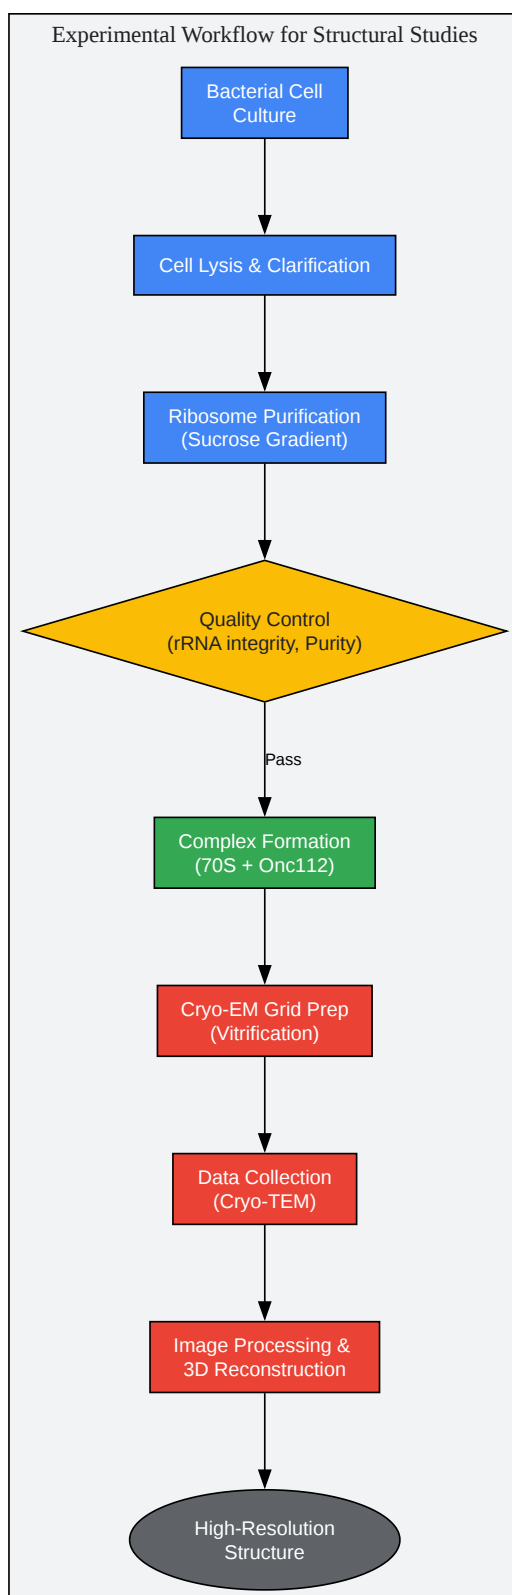 Experimental Workflow for Structural Studies
Bacterial Cell
Culture
Cell Lysis & Clarification
Ribosome Purification
(Sucrose Gradient)
Quality Control
(rRNA integrity, Purity)
Pass
Complex Formation
(70S + Onc112)
Cryo-EM Grid Prep
(Vitrification)
Data Collection
(Cryo-TEM)
Image Processing &
3D Reconstruction
High-Resolution
Structure